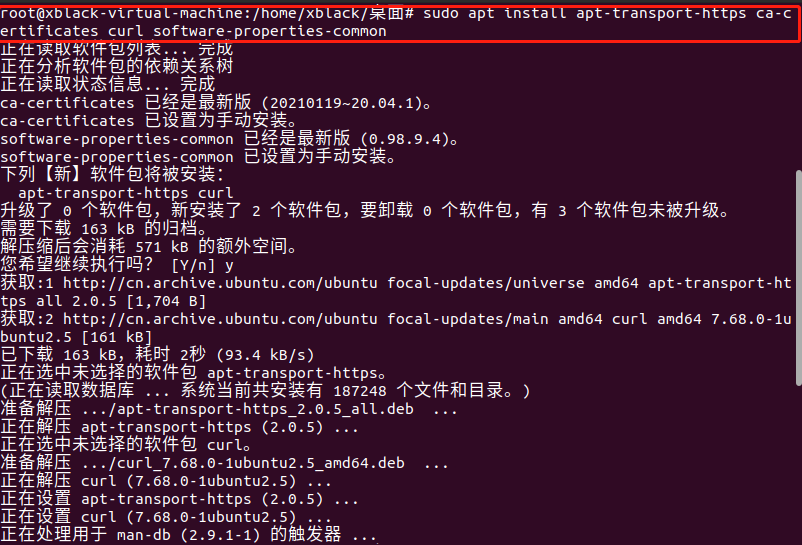 root@xblack-virtual-machine:/home/xblack/桌面# sudo apt install apt-transport-https ca-c
ertificates curl software-properties-common
正在读取软件包列表... 完成
正在分析软件包的依赖关系树
正在读取状态信息... 完成
ca-certificates 已经是最新版 (20210119~20.04.1)。
ca-certificates 已设置为手动安装。
software-properties-common 已经是最新版 (0.98.9.4)。
software-properties-common 已设置为手动安装。
下列【新】软件包将被安装：
  apt-transport-https curl
升级了 0 个软件包，新安装了 2 个软件包，要卸载 0 个软件包，有 3 个软件包未被升级。
需要下载 163 kB 的归档。
解压缩后会消耗 571 kB 的额外空间。
您希望继续执行吗？ [Y/n] y
获取:1 http://cn.archive.ubuntu.com/ubuntu focal-updates/universe amd64 apt-transport-ht
tps all 2.0.5 [1,704 B]
获取:2 http://cn.archive.ubuntu.com/ubuntu focal-updates/main amd64 curl amd64 7.68.0-1u
buntu2.5 [161 kB]
已下载 163 kB，耗时 2秒 (93.4 kB/s)
正在选中未选择的软件包 apt-transport-https。
(正在读取数据库 ... 系统当前共安装有 187248 个文件和目录。)
准备解压 .../apt-transport-https_2.0.5_all.deb  ...
正在解压 apt-transport-https (2.0.5) ...
正在选中未选择的软件包 curl。
准备解压 .../curl_7.68.0-1ubuntu2.5_amd64.deb  ...
正在解压 curl (7.68.0-1ubuntu2.5) ...
正在设置 apt-transport-https (2.0.5) ...
正在设置 curl (7.68.0-1ubuntu2.5) ...
正在处理用于 man-db (2.9.1-1) 的触发器 ...